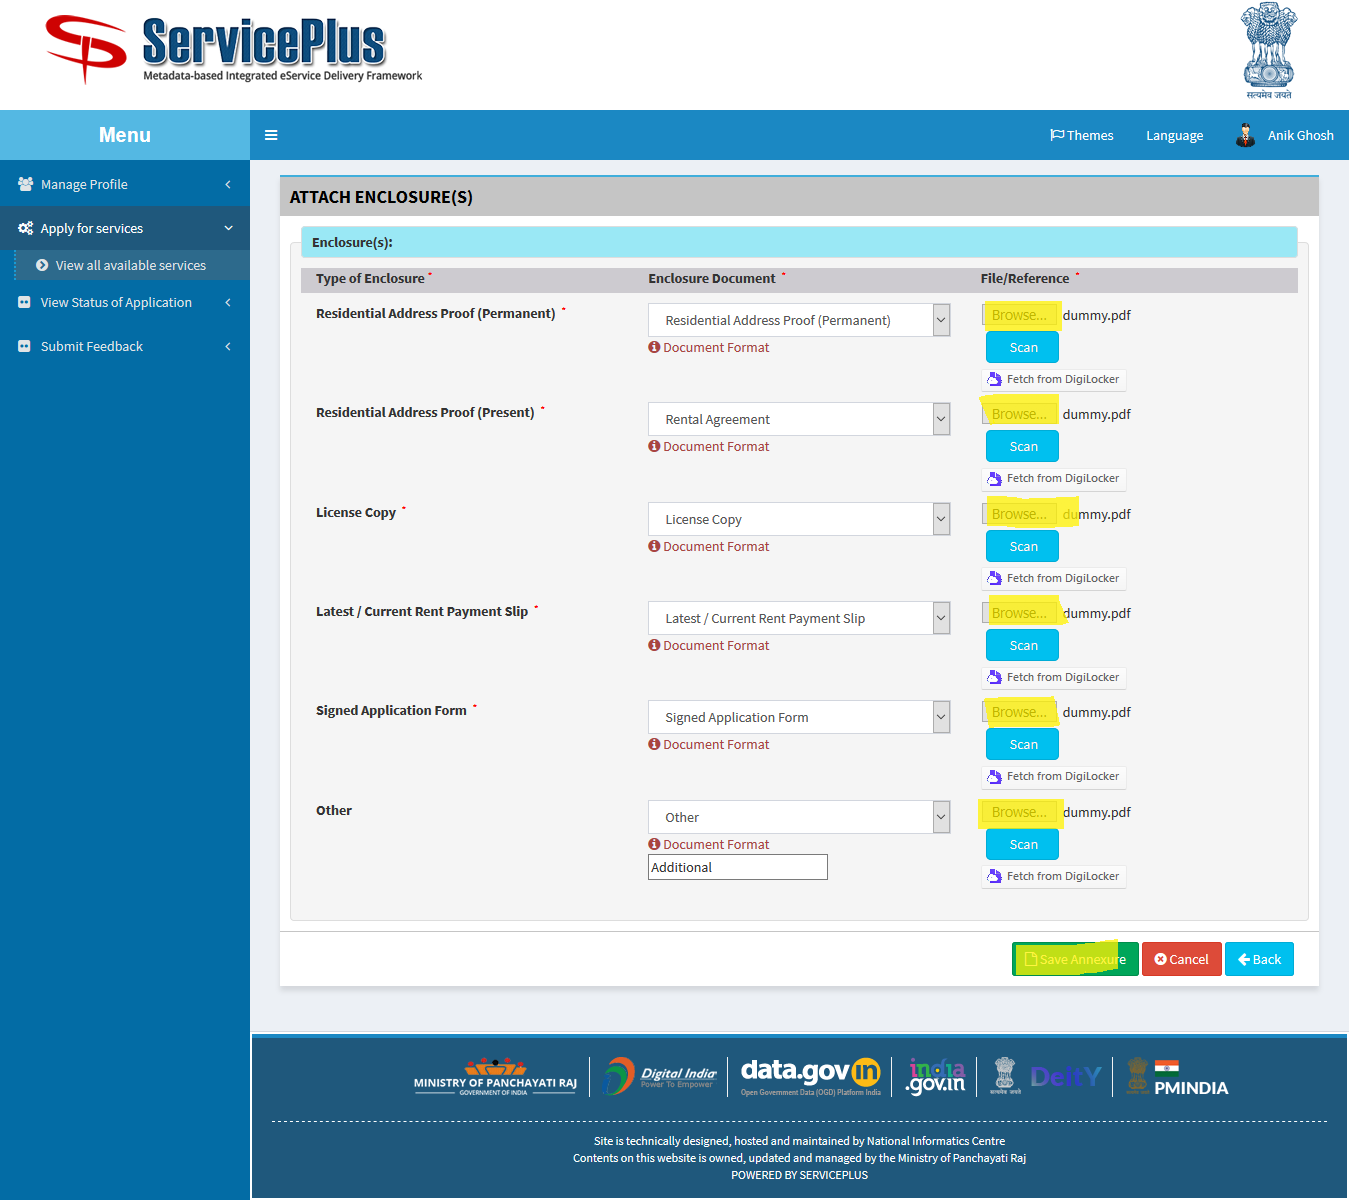 ServicePlus
Metadata-based Integrated eService Delivery Framework
सत्यमेव जयते
Menu
Themes
Language
Anik Ghosh
Manage Profile
Apply for services
View all available services
View Status of Application
Submit Feedback
ATTACH ENCLOSURE(S)
Enclosure(s):
Type of Enclosure *
Enclosure Document *
File/Reference *
Residential Address Proof (Permanent) *
Residential Address Proof (Permanent)
Document Format
Browse... dummy.pdf
Scan
Fetch from DigiLocker
Residential Address Proof (Present) *
Rental Agreement
Document Format
Browse... dummy.pdf
Scan
Fetch from DigiLocker
License Copy *
License Copy
Document Format
Browse... dummy.pdf
Scan
Fetch from DigiLocker
Latest / Current Rent Payment Slip *
Latest / Current Rent Payment Slip
Document Format
Browse... dummy.pdf
Scan
Fetch from DigiLocker
Signed Application Form *
Signed Application Form
Document Format
Browse... dummy.pdf
Scan
Fetch from DigiLocker
Other
Other
Document Format
Additional
Browse... dummy.pdf
Scan
Fetch from DigiLocker
Save Annexure
Cancel
Back
MINISTRY OF PANCHAYATI RAJ
GOVERNMENT OF INDIA
Digital India
Power To Empower
data.gov in
Open Government Data (OGD) Platform India
india
.gov.in
सत्यमेव जयते
DeitY
PMINDIA
Site is technically designed, hosted and maintained by National Informatics Centre
Contents on this website is owned, updated and managed by the Ministry of Panchayati Raj
POWERED BY SERVICEPLUS